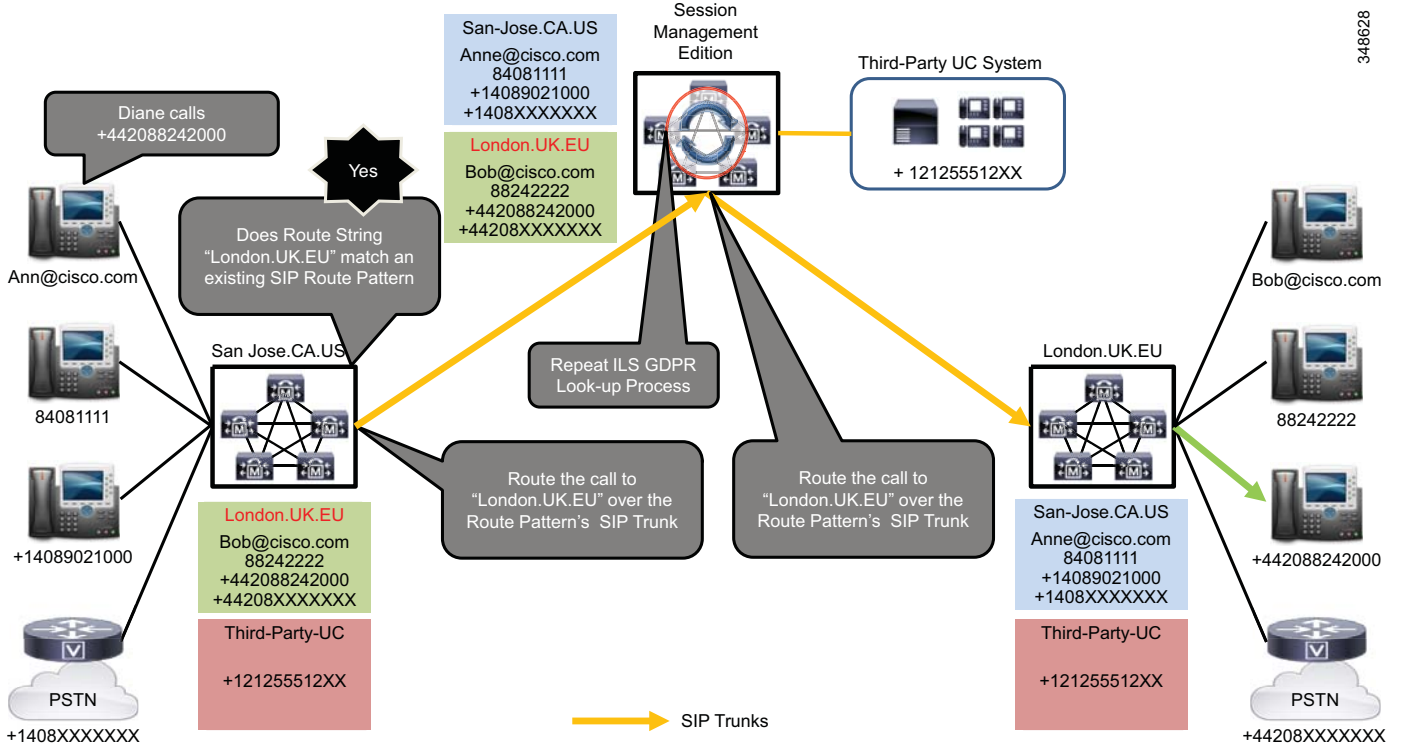 Session
Management
Edition
348628
San-Jose.CA.US
Anne@cisco.com
84081111
+14089021000
+1408XXXXXXX
London.UK.EU
Bob@cisco.com
88242222
+442088242000
+44208XXXXXXX
Third-Party UC System
+ 121255512XX
Diane calls
+442088242000
Yes
Does Route String
“London.UK.EU” match an
existing SIP Route Pattern
Ann@cisco.com
84081111
+14089021000
PSTN
+1408XXXXXXX
San Jose.CA.US
M
M
M
M
M
London.UK.EU
Bob@cisco.com
88242222
+442088242000
+44208XXXXXXX
Third-Party-UC
+121255512XX
M
M
M
M
Repeat ILS GDPR
Look-up Process
Route the call to
“London.UK.EU” over the
Route Pattern’s SIP Trunk
Route the call to
“London.UK.EU” over the
Route Pattern’s SIP Trunk
London.UK.EU
M
M
M
M
M
San-Jose.CA.US
Anne@cisco.com
84081111
+14089021000
+1408XXXXXXX
Third-Party-UC
+121255512XX
Bob@cisco.com
88242222
+442088242000
V
PSTN
+44208XXXXXXX
V
SIP Trunks